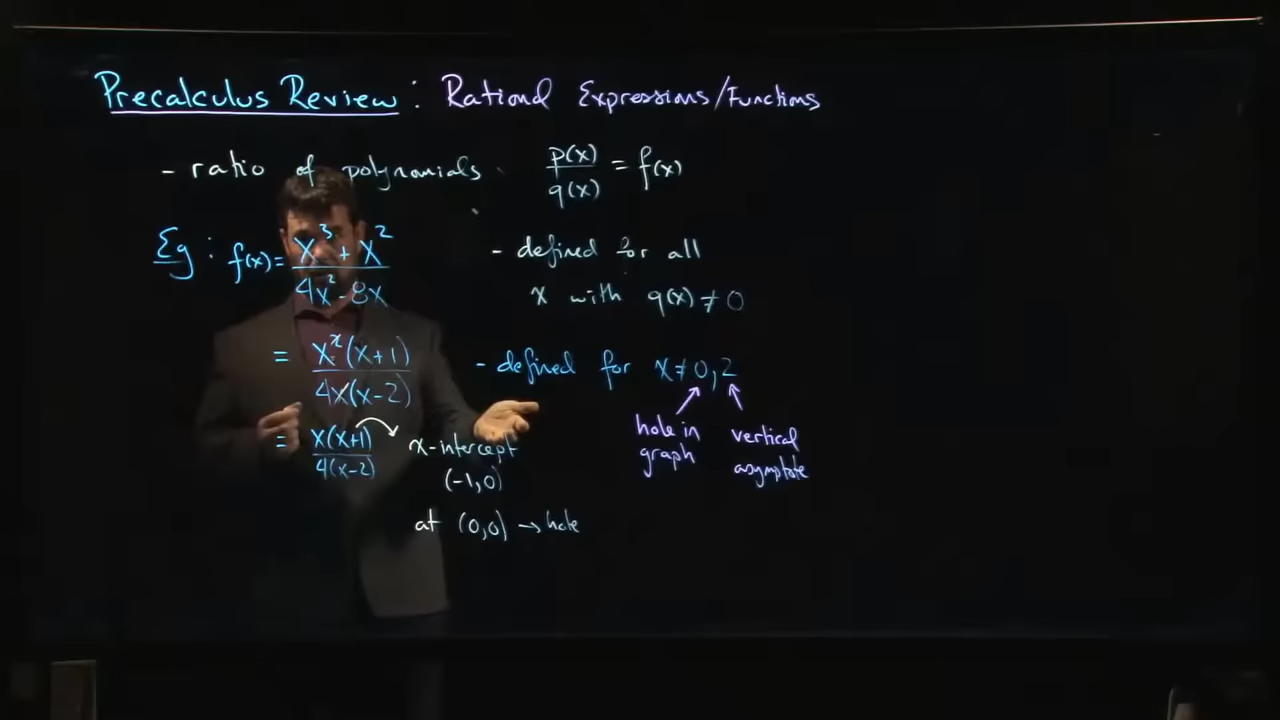 Precalculus Review: Rational Expressions/Functions
- ratio of polynomials p(x)/q(x) = f(x)
Eg: f(x) = (x³ + x²)/(4x² - 8x)
- defined for all
x with q(x) ≠ 0
= x²(x+1)/(4x(x-2))
- defined for x ≠ 0, 2
hole in graph
vertical asymptote
= x(x+1)/(4(x-2))
x-intercept
(-1,0)
at (0,0) → hole